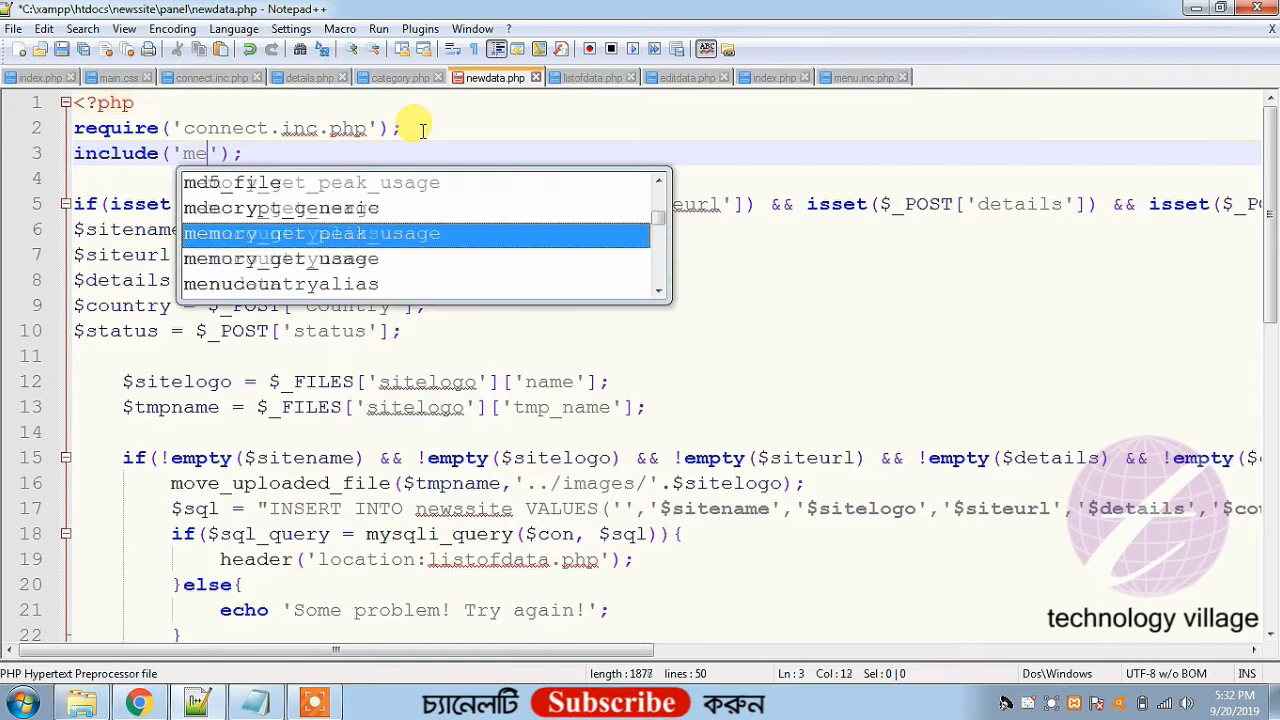 *C:\xampp\htdocs\newssite\panel\newdata.php - Notepad++
File Edit Search View Encoding Language Settings Macro Run Plugins Window ?
X
index.php main.css connect.inc.php details.php category.php newdata.php listofdata.php editdata.php index.php menu.inc.php
1 <?php
2 require('connect.inc.php');
3 include('me');
4
md5_file
mdecrypt_generic
memory_get_peak_usage
memory_get_usage
menucountryalias
5 if(isset eurl']) && isset($_POST['details']) && isset($_P
6 $sitename
7 $siteurl
8 $details
9 $country = $_POST['country'];
10 $status = $_POST['status'];
11
12 $sitelogo = $_FILES['sitelogo']['name'];
13 $tmpname = $_FILES['sitelogo']['tmp_name'];
14
15 if(!empty($sitename) && !empty($sitelogo) && !empty($siteurl) && !empty($details) && !empty($c
16 move_uploaded_file($tmpname,'../images/'.$sitelogo);
17 $sql = "INSERT INTO newssite VALUES('','$sitename','$sitelogo','$siteurl','$details','$cou
18 if($sql_query = mysqli_query($con, $sql)){
19 header('location:listofdata.php');
20 }else{
21 echo 'Some problem! Try again!';
22 }
technology village
PHP Hypertext Preprocessor file length : 1877 lines : 50 Ln : 3 Col : 12 Sel : 0 | 0 Dos\Windows UTF-8 w/o BOM INS
চ্যানেলটি Subscribe করুন
5:32 PM
9/20/2019